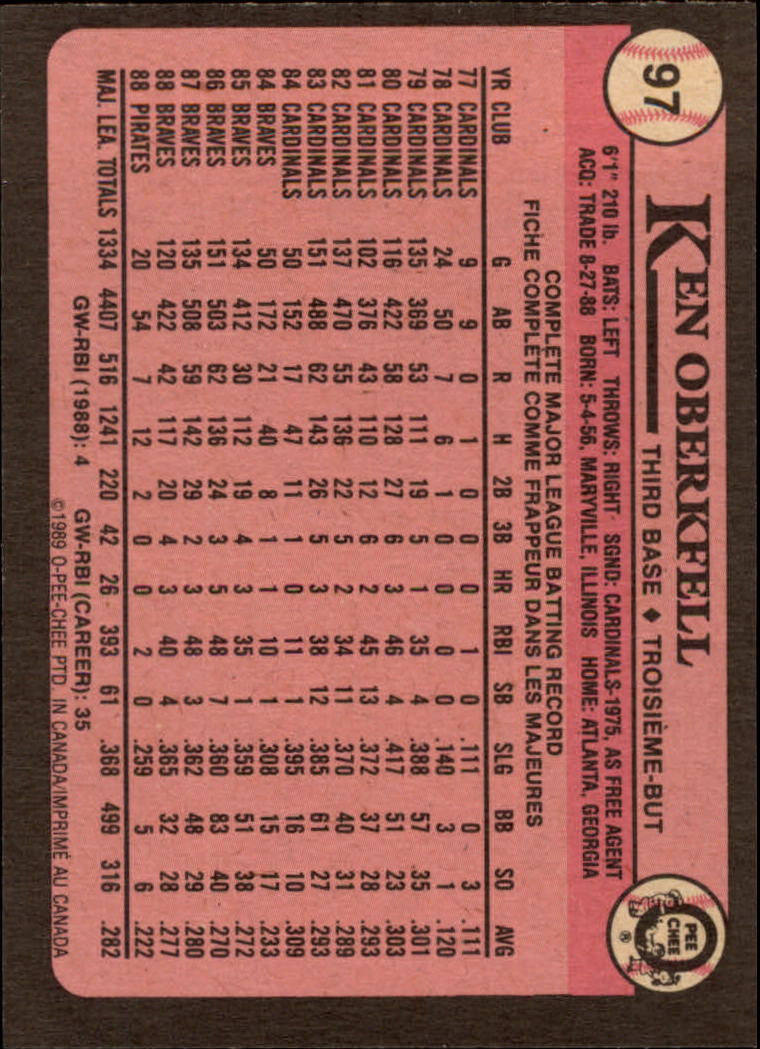 97
KEN OBERKFELL
THIRD BASE ♦ TROISIÈME-BUT
PEE
CHEE
®
6'1" 210 lb. BATS: LEFT THROWS: RIGHT SGND: CARDINALS-1975, AS FREE AGENT
ACQ: TRADE 8-27-88 BORN: 5-4-56, MARYVILLE, ILLINOIS HOME: ATLANTA, GEORGIA
COMPLETE MAJOR LEAGUE BATTING RECORD
FICHE COMPLÈTE COMME FRAPPEUR DANS LES MAJEURES
YR CLUB G AB R H 2B 3B HR RBI SB SLG BB SO AVG
77 CARDINALS 9 9 0 1 0 0 0 1 0 .111 0 3 .111
78 CARDINALS 24 50 7 6 1 0 0 0 0 .140 3 1 .120
79 CARDINALS 135 369 53 111 19 5 1 35 4 .388 57 35 .301
80 CARDINALS 116 422 58 128 27 6 3 46 4 .417 51 23 .303
81 CARDINALS 102 376 43 110 12 6 2 45 13 .372 37 28 .293
82 CARDINALS 137 470 55 136 22 5 2 34 11 .370 40 31 .289
83 CARDINALS 151 488 62 143 26 5 3 38 12 .385 61 27 .293
84 CARDINALS 50 152 17 47 11 1 0 11 1 .395 16 10 .309
84 BRAVES 50 172 21 40 8 1 1 10 1 .308 15 17 .233
85 BRAVES 134 412 30 112 19 4 3 35 1 .359 51 38 .272
86 BRAVES 151 503 62 136 24 3 5 48 7 .360 83 40 .270
87 BRAVES 135 508 59 142 29 2 3 48 3 .362 48 29 .280
88 BRAVES 120 422 42 117 20 4 3 40 4 .365 32 28 .277
88 PIRATES 20 54 7 12 2 0 0 2 0 .259 5 6 .222
MAJ. LEA. TOTALS 1334 4407 516 1241 220 42 26 393 61 .368 499 316 .282
GW-RBI (1988): 4 GW-RBI (CAREER): 35
©1989 O-PEE-CHEE PTD. IN CANADA/IMPRIMÉ AU CANADA